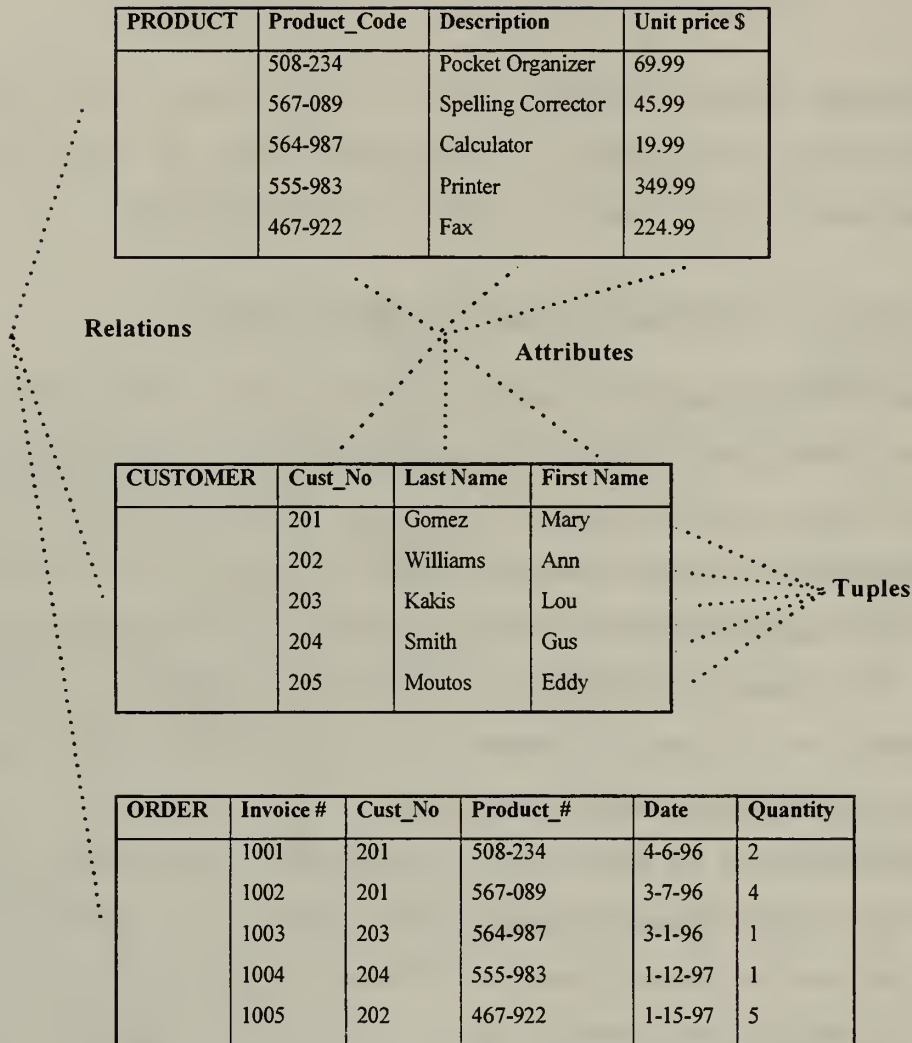 PRODUCT Product_Code Description Unit price $
508-234 Pocket Organizer 69.99
567-089 Spelling Corrector 45.99
564-987 Calculator 19.99
555-983 Printer 349.99
467-922 Fax 224.99
Relations
Attributes
CUSTOMER Cust_No Last Name First Name
201 Gomez Mary
202 Williams Ann
203 Kakis Lou
204 Smith Gus
205 Moutos Eddy
Tuples
ORDER Invoice # Cust_No Product_# Date Quantity
1001 201 508-234 4-6-96 2
1002 201 567-089 3-7-96 4
1003 203 564-987 3-1-96 1
1004 204 555-983 1-12-97 1
1005 202 467-922 1-15-97 5